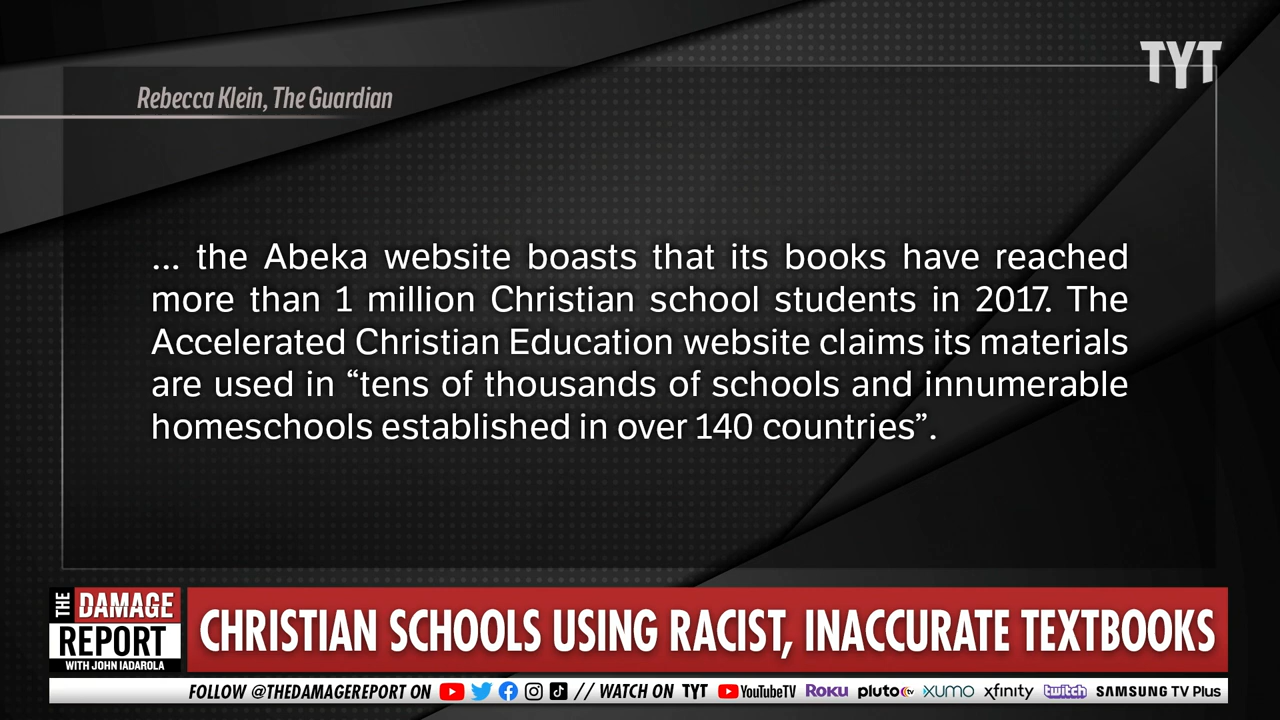 TYT
Rebecca Klein, The Guardian
... the Abeka website boasts that its books have reached
more than 1 million Christian school students in 2017. The
Accelerated Christian Education website claims its materials
are used in “tens of thousands of schools and innumerable
homeschools established in over 140 countries”.
THE DAMAGE
REPORT
WITH JOHN IADAROLA
CHRISTIAN SCHOOLS USING RACIST, INACCURATE TEXTBOOKS
FOLLOW @THEDAMAGEREPORT ON // WATCH ON TYT YouTubeTV Roku pluto tv xumo xfinity twitch SAMSUNG TV Plus